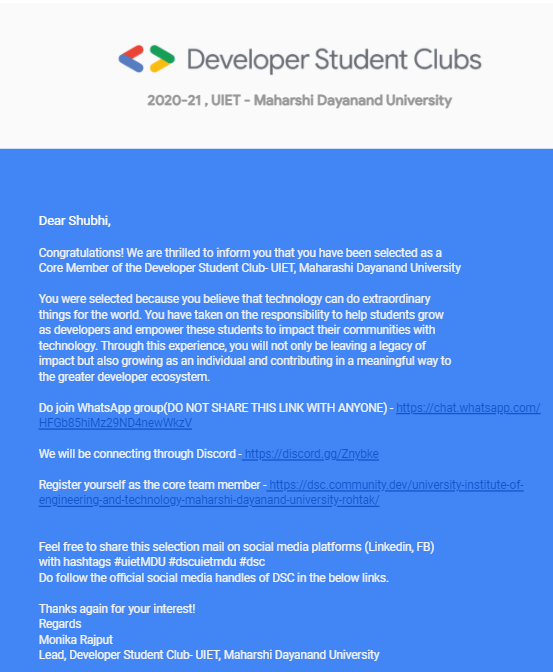 Developer Student Clubs
2020-21 , UIET - Maharshi Dayanand University
Dear Shubhi,
Congratulations! We are thrilled to inform you that you have been selected as a
Core Member of the Developer Student Club- UIET, Maharashi Dayanand University
You were selected because you believe that technology can do extraordinary
things for the world. You have taken on the responsibility to help students grow
as developers and empower these students to impact their communities with
technology. Through this experience, you will not only be leaving a legacy of
impact but also growing as an individual and contributing in a meaningful way to
the greater developer ecosystem.
Do join WhatsApp group(DO NOT SHARE THIS LINK WITH ANYONE) - https://chat.whatsapp.com/
HFGb85hiMz29ND4newWkzV
We will be connecting through Discord - https://discord.gg/Znybke
Register yourself as the core team member - https://dsc.community.dev/university-institute-of-
engineering-and-technology-maharshi-dayanand-university-rohtak/
Feel free to share this selection mail on social media platforms (Linkedin, FB)
with hashtags #uietMDU #dscuietmdu #dsc
Do follow the official social media handles of DSC in the below links.
Thanks again for your interest!
Regards
Monika Rajput
Lead, Developer Student Club- UIET, Maharshi Dayanand University